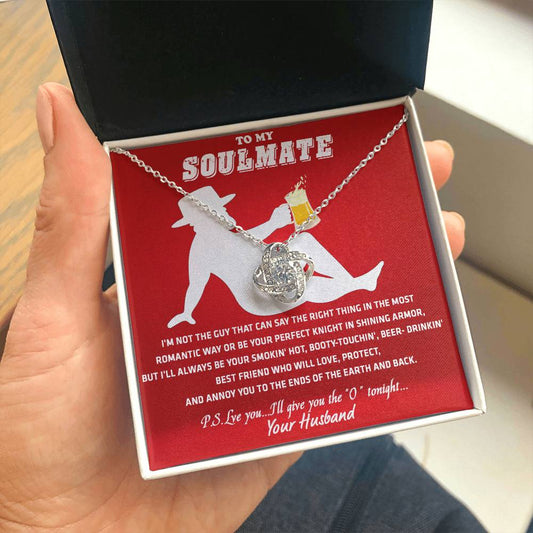 TO MY
SOULMATE
I'M NOT THE GUY THAT CAN SAY THE RIGHT THING IN THE MOST
ROMANTIC WAY OR BE YOUR PERFECT KNIGHT IN SHINING ARMOR,
BUT I'LL ALWAYS BE YOUR SMOKIN' HOT, BOOTY-TOUCHIN', BEER- DRINKIN'
BEST FRIEND WHO WILL LOVE, PROTECT,
AND ANNOY YOU TO THE ENDS OF THE EARTH AND BACK.
P.S.Lve you...I'll give you the "O" tonight...
Your Husband